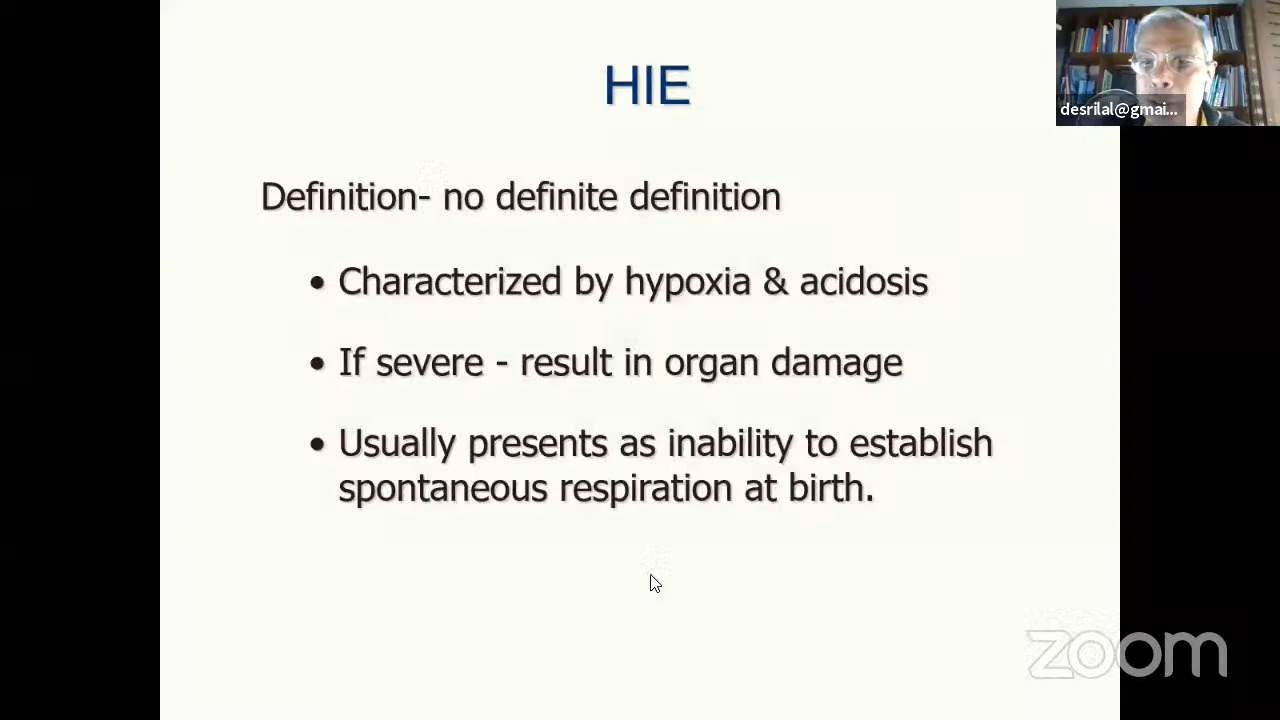 HIE
desrilal@gmai...
Definition- no definite definition
• Characterized by hypoxia & acidosis
• If severe - result in organ damage
• Usually presents as inability to establish
spontaneous respiration at birth.
zoom